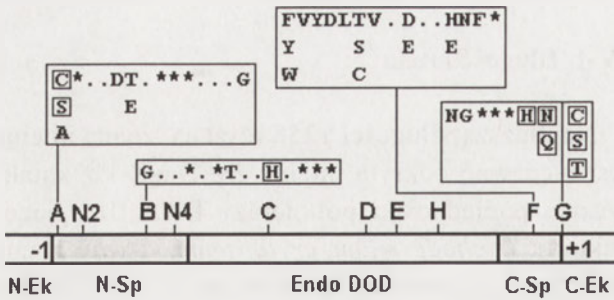 FVYDLTV.D..HNF*
Y S E E
W C
C*..DT.***...G
S E
A
NG***HN C
Q S
T
G..*.*T..H.***
A N2 B N4 C D E H F G
-1 +1
N-Ek N-Sp Endo DOD C-Sp C-Ek